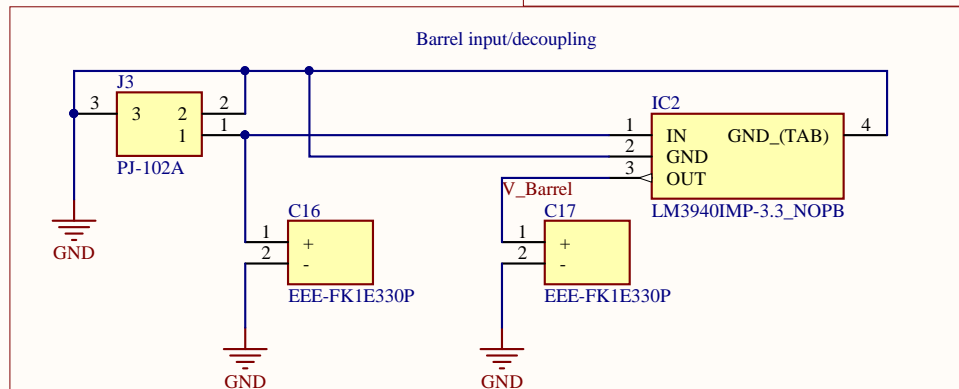 Barrel input/decoupling
J3
3 3 2 2
1 1
PJ-102A
GND
IC2
1 IN GND_(TAB) 4
2 GND
3 OUT
LM3940IMP-3.3_NOPB
V_Barrel
C16
1 +
2 -
EEE-FK1E330P
GND
C17
1 +
2 -
EEE-FK1E330P
GND